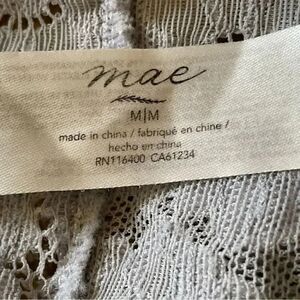 mae
M|M
made in china / fabriqué en chine /
hecho en china
RN116400 CA61234